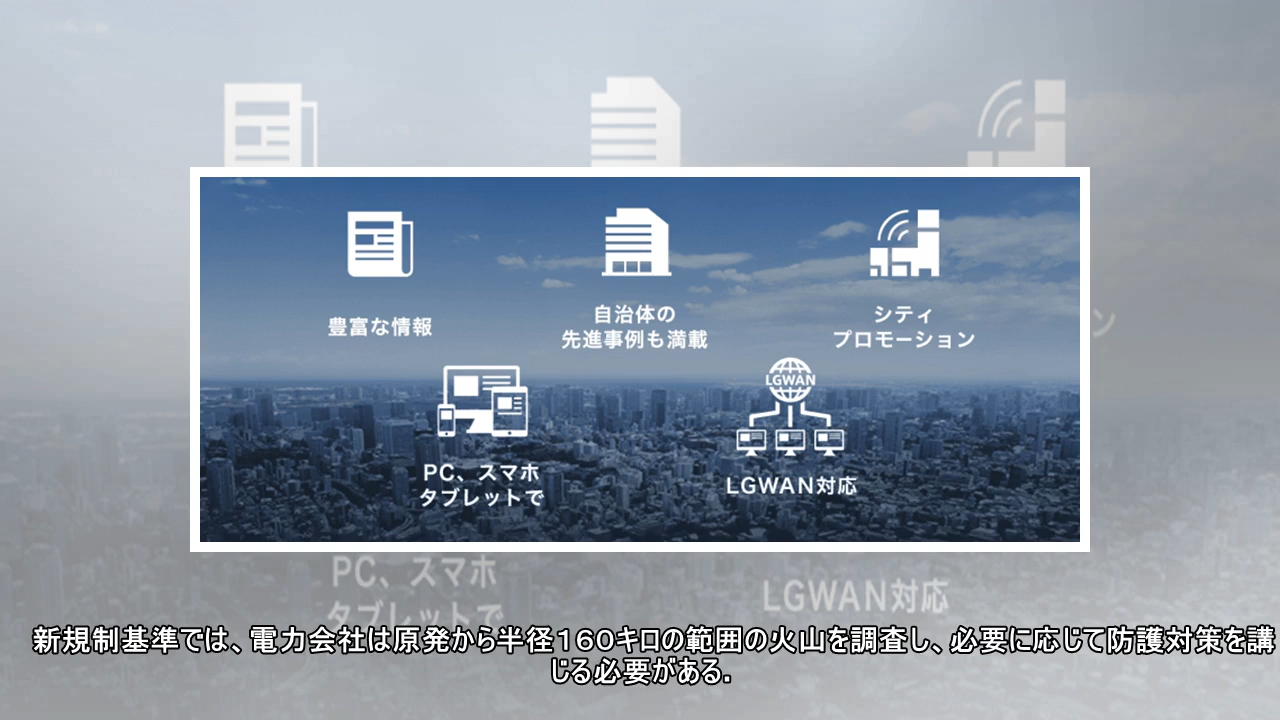 豊富な情報
自治体の
先進事例も満載
シティ
プロモーション
LGWAN
PC、スマホ
タブレットで
LGWAN対応
ン
PC、スマホ
タブレットで
LGWAN対応
新規制基準では、電力会社は原発から半径160キロの範囲の火山を調査し、必要に応じて防護対策を講
じる必要がある.